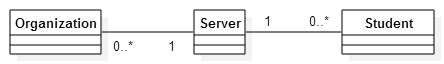 Organization Server Student
1 0..*
0..* 1